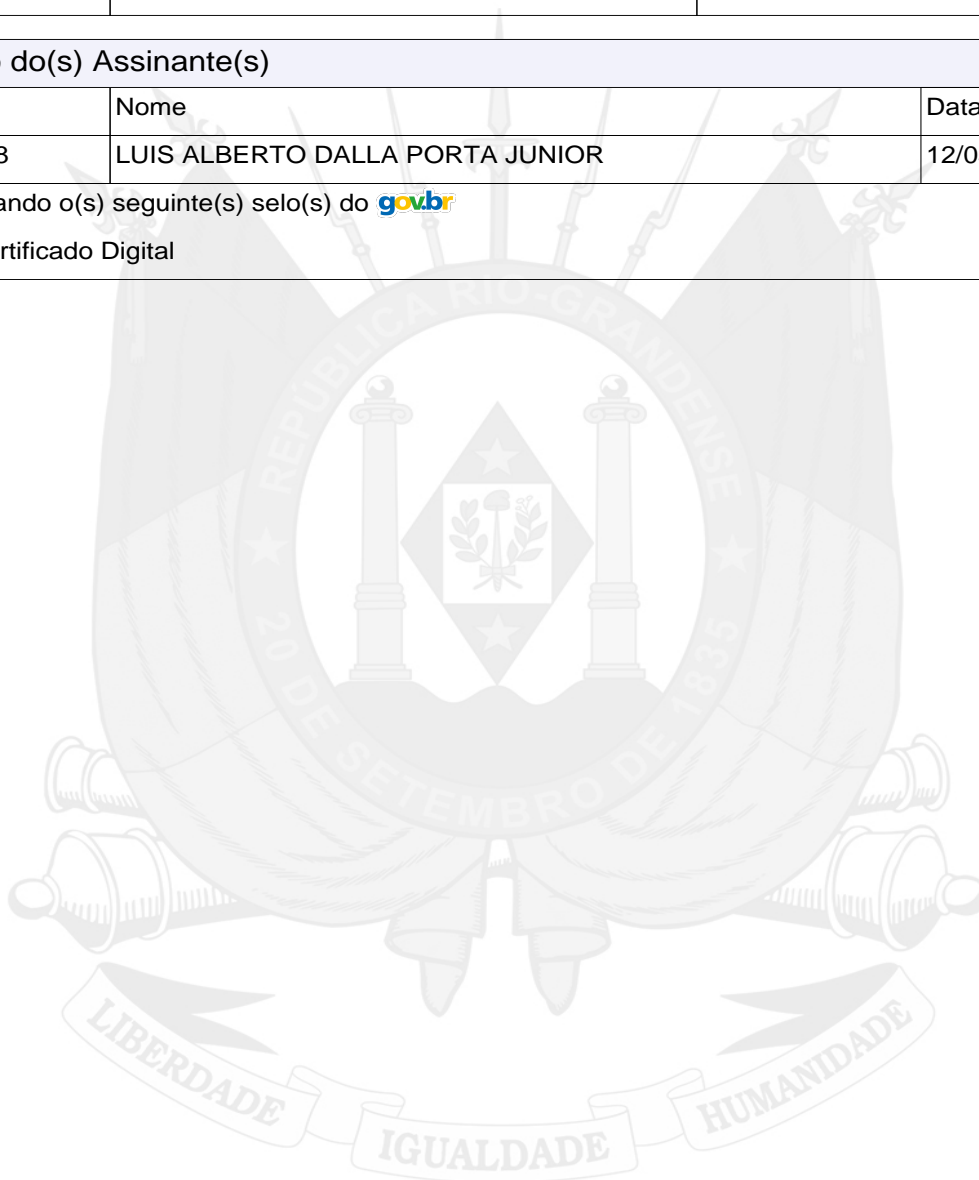 do(s) Assinante(s)
Nome
Data
3
LUIS ALBERTO DALLA PORTA JUNIOR
12/0
ando o(s) seguinte(s) selo(s) do gov.br
rtificado Digital
REPÚBLICA RIO-GRANDENSE
20 DE SETEMBRO DE 1835
LIBERDADE
IGUALDADE
HUMANIDADE